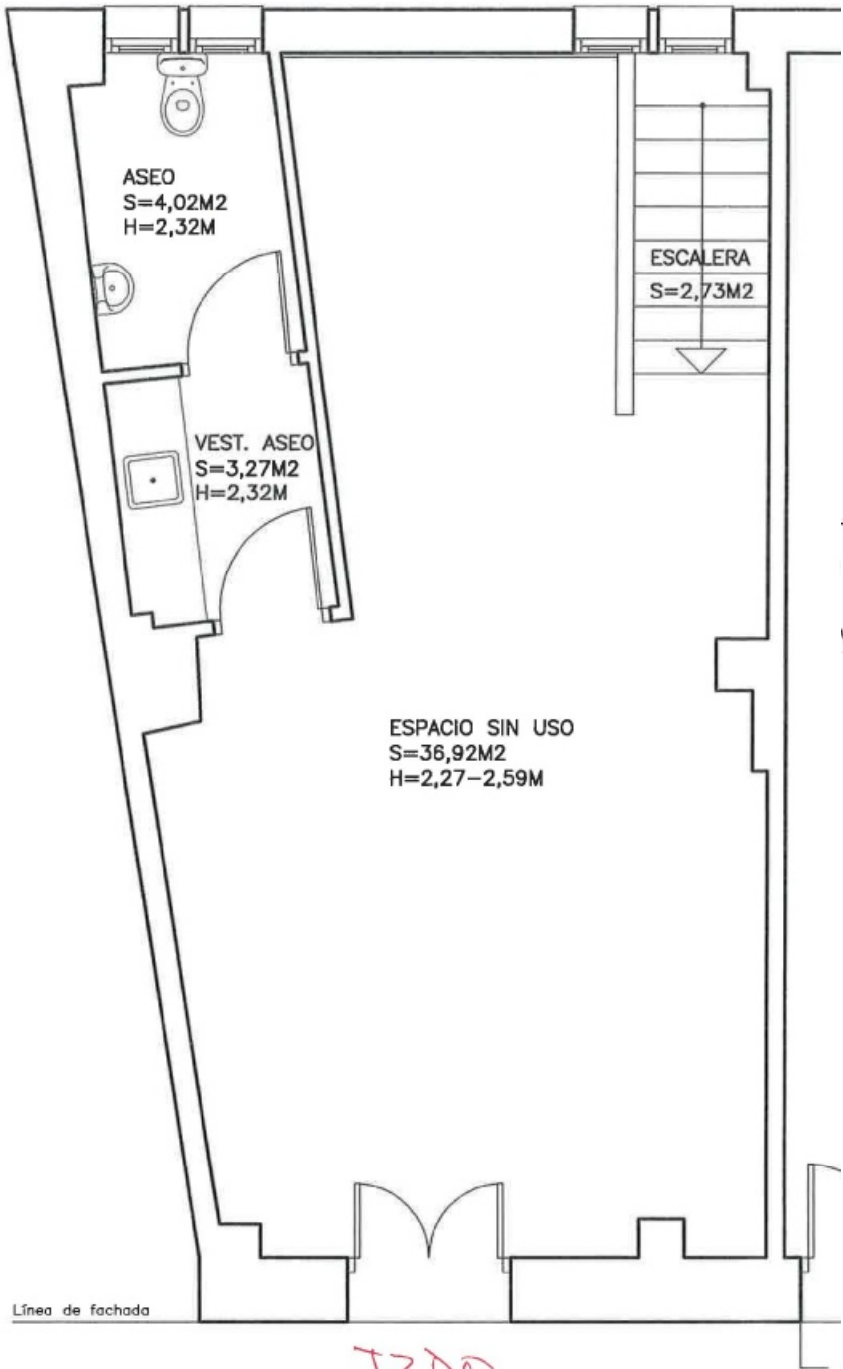 ASEO
S=4,02M2
H=2,32M
ESCALERA
S=2,73M2
VEST. ASEO
S=3,27M2
H=2,32M
ESPACIO SIN USO
S=36,92M2
H=2,27-2,59M
Línea de fachada